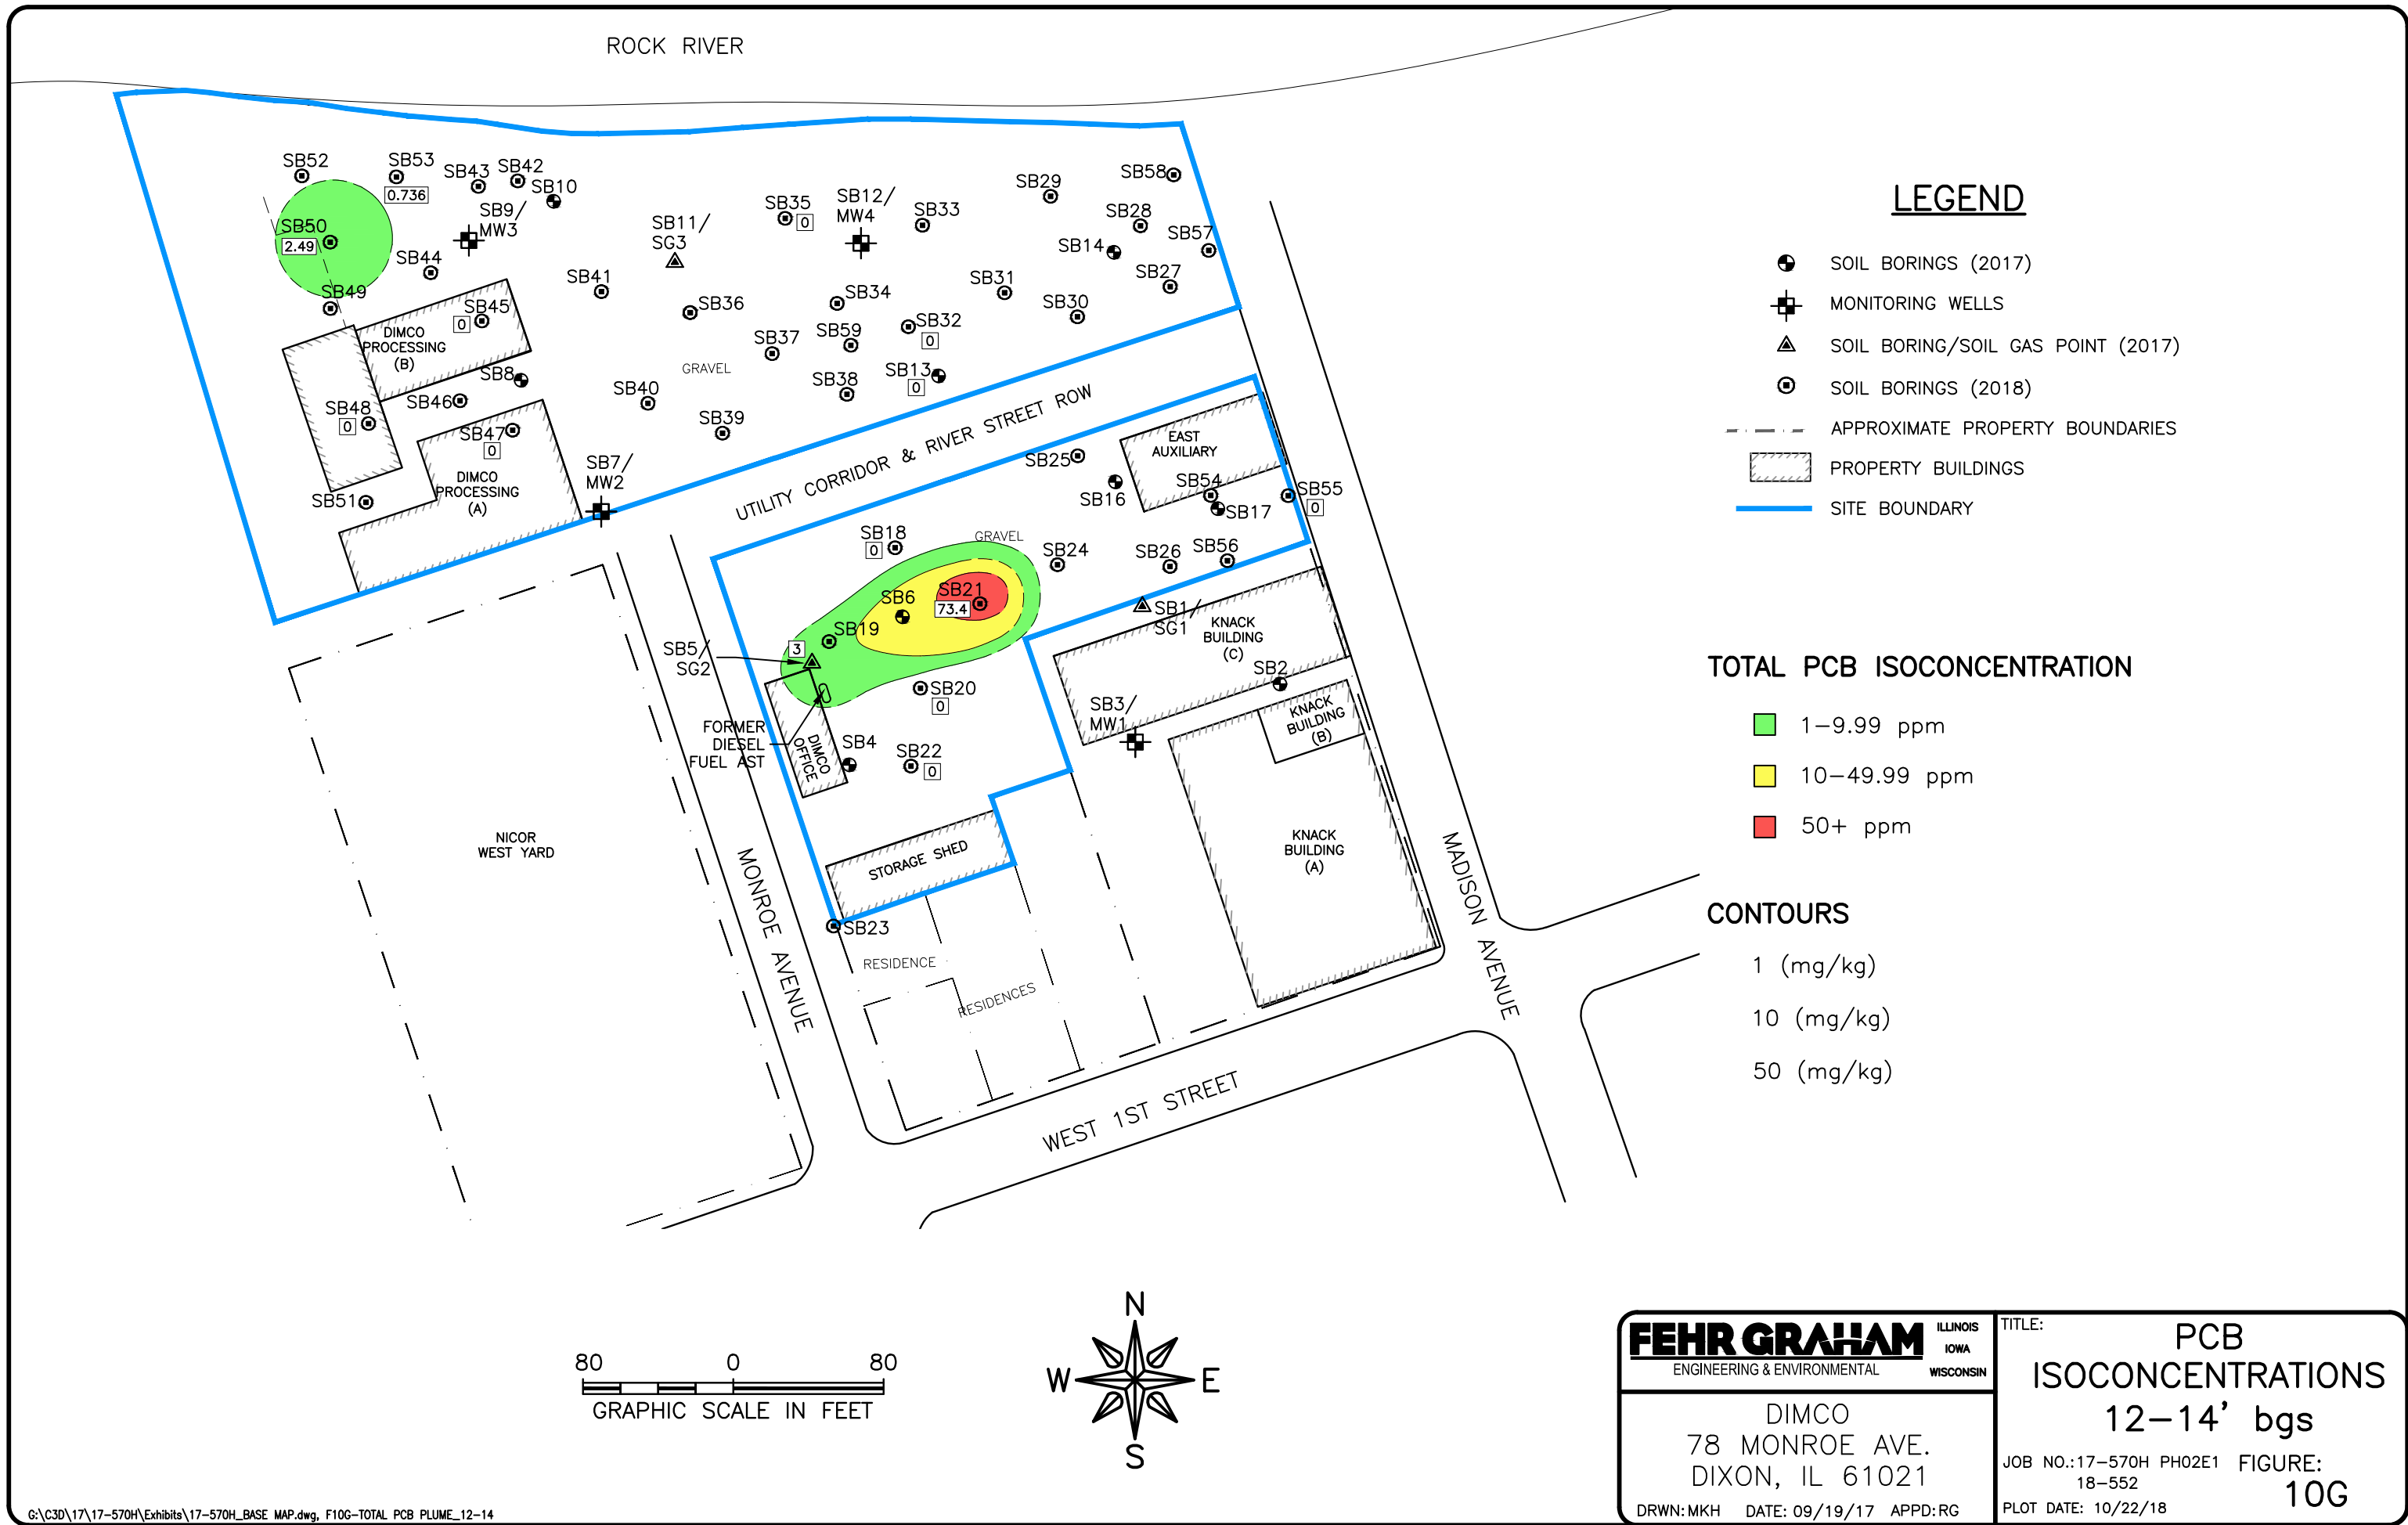 ROCK RIVER
SB52
SB53
0.736
SB43
SB42
SB10
SB9/
MW3
SB50
2.49
SB44
SB49
SB45
0
DIMCO
PROCESSING
(B)
SB8
SB46
SB48
0
SB47
0
DIMCO
PROCESSING
(A)
SB51
SB41
SB7/
MW2
SB11/
SG3
SB35
0
SB12/
MW4
SB33
SB29
SB58
SB28
SB14
SB57
SB27
SB31
SB30
SB36
SB34
SB37
SB59
SB32
0
GRAVEL
SB40
SB38
SB13
0
SB39
UTILITY CORRIDOR & RIVER STREET ROW
EAST
AUXILIARY
SB25
SB16
SB54
SB17
SB55
0
SB18
0
GRAVEL
SB24
SB26
SB56
SB21
73.4
SB6
SB19
3
SB5/
SG2
SB20
0
SB1/
SG1
KNACK
BUILDING
(C)
SB2
SB3/
MW1
KNACK
BUILDING
(B)
FORMER
DIESEL
FUEL AST
DIMCO
OFFICE
SB4
SB22
0
NICOR
WEST YARD
STORAGE SHED
KNACK
BUILDING
(A)
SB23
RESIDENCE
RESIDENCES
MONROE AVENUE
MADISON AVENUE
WEST 1ST STREET
LEGEND
SOIL BORINGS (2017)
MONITORING WELLS
SOIL BORING/SOIL GAS POINT (2017)
SOIL BORINGS (2018)
APPROXIMATE PROPERTY BOUNDARIES
PROPERTY BUILDINGS
SITE BOUNDARY
TOTAL PCB ISOCONCENTRATION
1-9.99 ppm
10-49.99 ppm
50+ ppm
CONTOURS
1 (mg/kg)
10 (mg/kg)
50 (mg/kg)
80 0 80
GRAPHIC SCALE IN FEET
N
W E
S
FEHR GRAHAM
ENGINEERING & ENVIRONMENTAL
ILLINOIS
IOWA
WISCONSIN
DIMCO
78 MONROE AVE.
DIXON, IL 61021
DRWN: MKH DATE: 09/19/17 APPD: RG
TITLE:
PCB
ISOCONCENTRATIONS
12-14' bgs
JOB NO.: 17-570H PH02E1
18-552
FIGURE:
10G
PLOT DATE: 10/22/18
G:\C3D\17\17-570H\Exhibits\17-570H_BASE MAP.dwg, F10G-TOTAL PCB PLUME_12-14